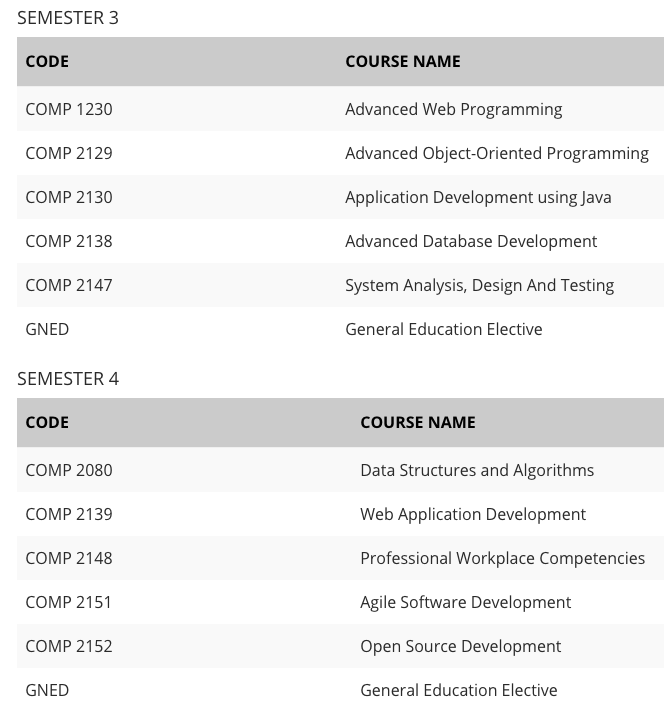 SEMESTER 3
CODE COURSE NAME
COMP 1230 Advanced Web Programming
COMP 2129 Advanced Object-Oriented Programming
COMP 2130 Application Development using Java
COMP 2138 Advanced Database Development
COMP 2147 System Analysis, Design And Testing
GNED General Education Elective
SEMESTER 4
CODE COURSE NAME
COMP 2080 Data Structures and Algorithms
COMP 2139 Web Application Development
COMP 2148 Professional Workplace Competencies
COMP 2151 Agile Software Development
COMP 2152 Open Source Development
GNED General Education Elective